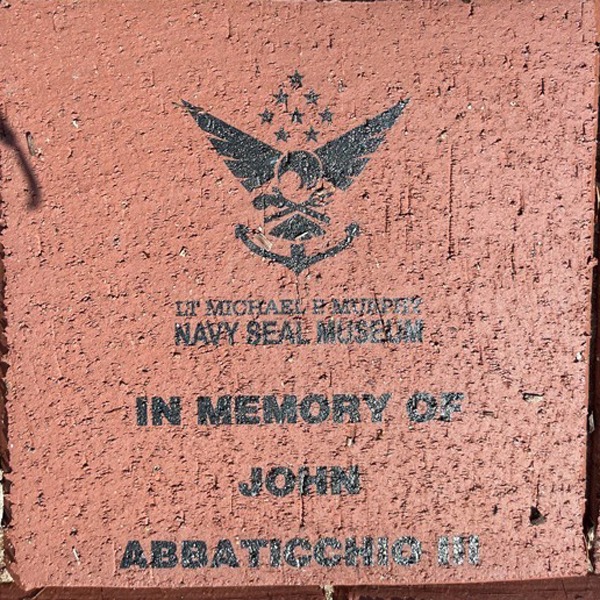 LT MICHAEL P MURPHY
NAVY SEAL MUSEUM
IN MEMORY OF
JOHN
ABBATICCHIO III